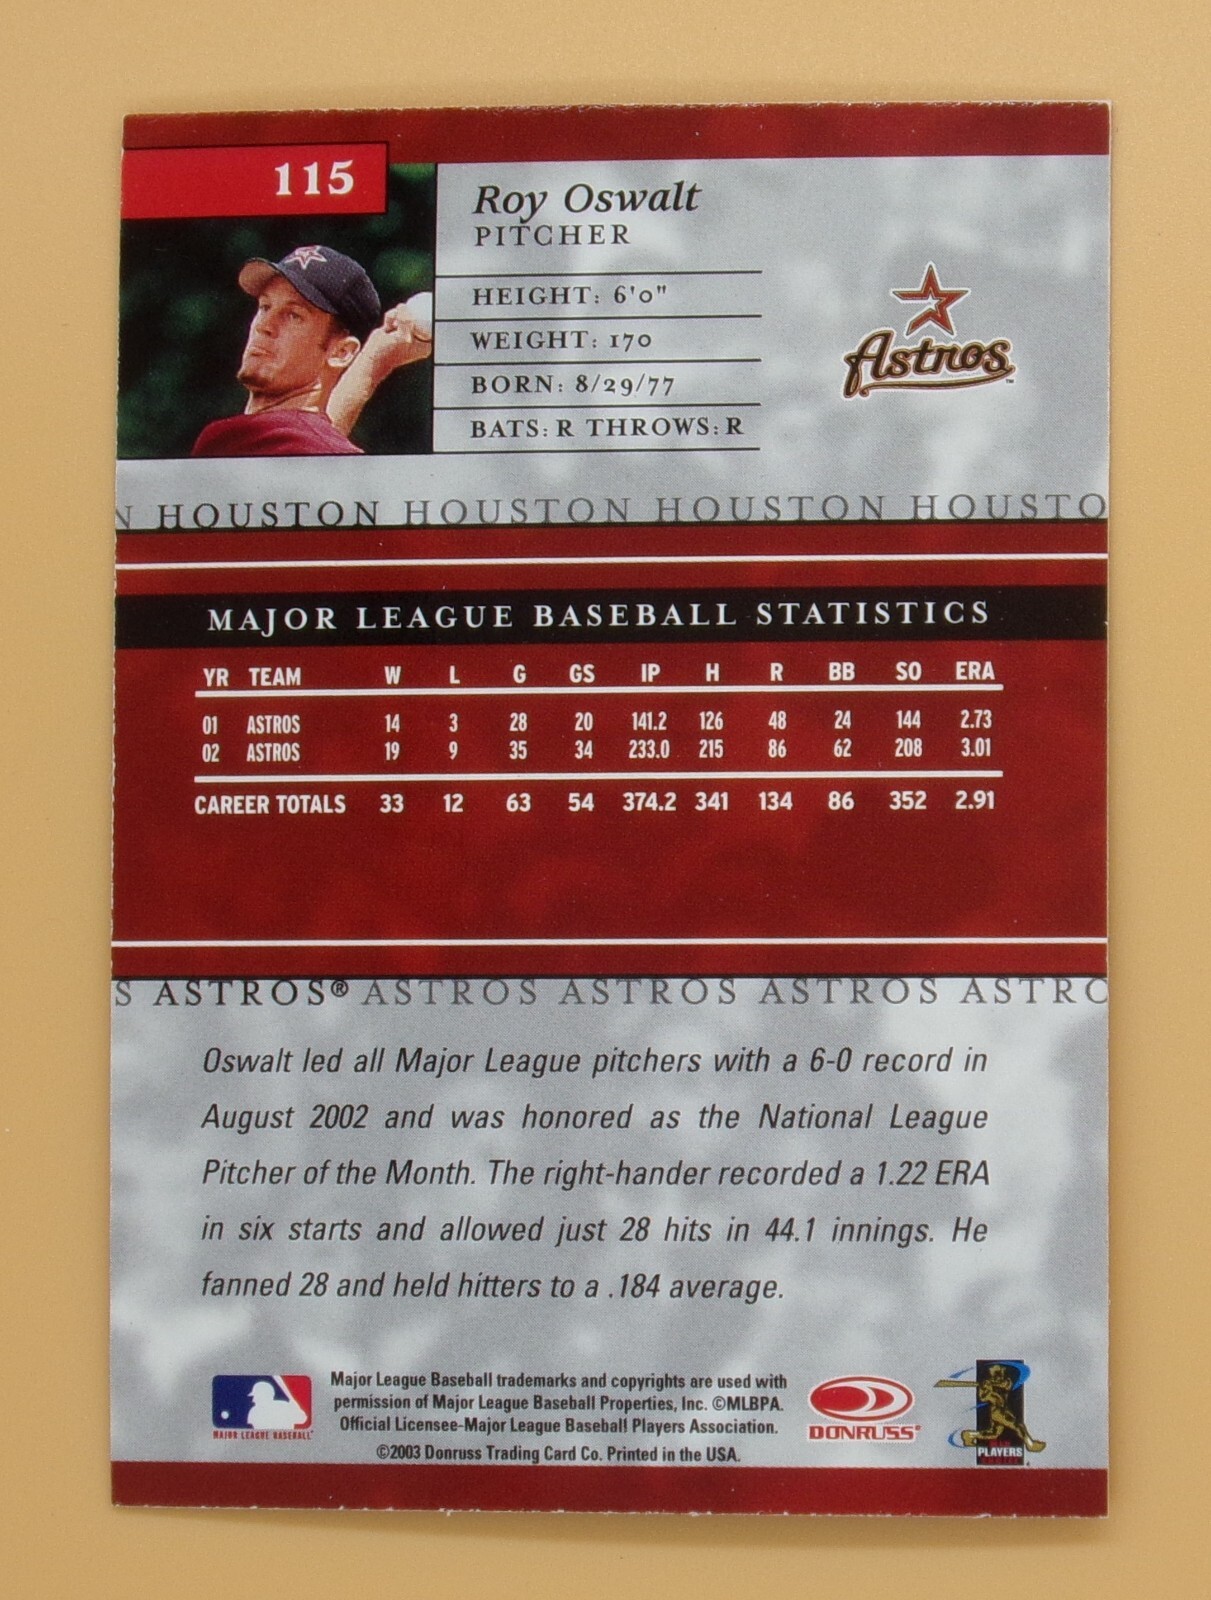 115
Roy Oswalt
PITCHER
HEIGHT: 6'0"
WEIGHT: 170
BORN: 8/29/77
BATS: R THROWS: R
Astros™
N HOUSTON HOUSTON HOUSTON HOUSTO
MAJOR LEAGUE BASEBALL STATISTICS
YR TEAM W L G GS IP H R BB SO ERA
01 ASTROS 14 3 28 20 141.2 126 48 24 144 2.73
02 ASTROS 19 9 35 34 233.0 215 86 62 208 3.01
CAREER TOTALS 33 12 63 54 374.2 341 134 86 352 2.91
S ASTROS® ASTROS ASTROS ASTROS ASTRO
Oswalt led all Major League pitchers with a 6-0 record in
August 2002 and was honored as the National League
Pitcher of the Month. The right-hander recorded a 1.22 ERA
in six starts and allowed just 28 hits in 44.1 innings. He
fanned 28 and held hitters to a .184 average.
MAJOR LEAGUE BASEBALL
Major League Baseball trademarks and copyrights are used with
permission of Major League Baseball Properties, Inc. ©MLBPA.
Official Licensee-Major League Baseball Players Association.
©2003 Donruss Trading Card Co. Printed in the USA.
DONRUSS®
PLAYERS
CHOICE